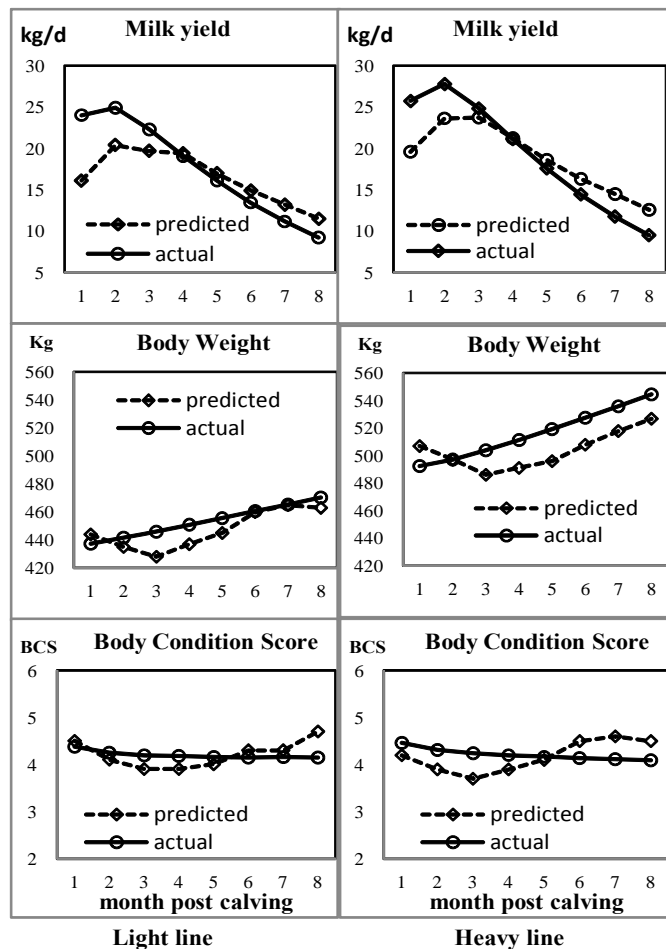 kg/d Milk yield
30
25
20
15
10
5
predicted
actual
1 2 3 4 5 6 7 8
kg/d Milk yield
30
25
20
15
10
5
predicted
actual
1 2 3 4 5 6 7 8
Kg Body Weight
560
540
520
500
480
460
440
420
predicted
actual
1 2 3 4 5 6 7 8
Kg Body Weight
560
540
520
500
480
460
440
420
predicted
actual
1 2 3 4 5 6 7 8
BCS Body Condition Score
6
5
4
3
2
predicted
actual
1 2 3 4 5 6 7 8
month post calving
BCS Body Condition Score
6
5
4
3
2
predicted
actual
1 2 3 4 5 6 7 8
month post calving
Light line
Heavy line